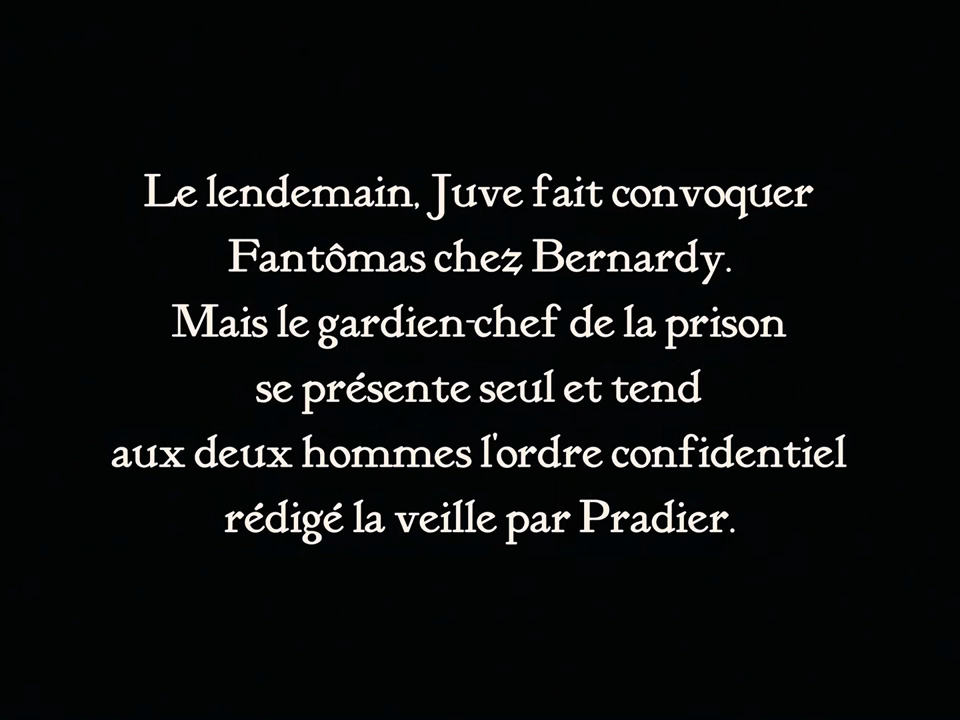 Le lendemain, Juve fait convoquer
Fantômas chez Bernardy.
Mais le gardien-chef de la prison
se présente seul et tend
aux deux hommes l'ordre confidentiel
rédigé la veille par Pradier.